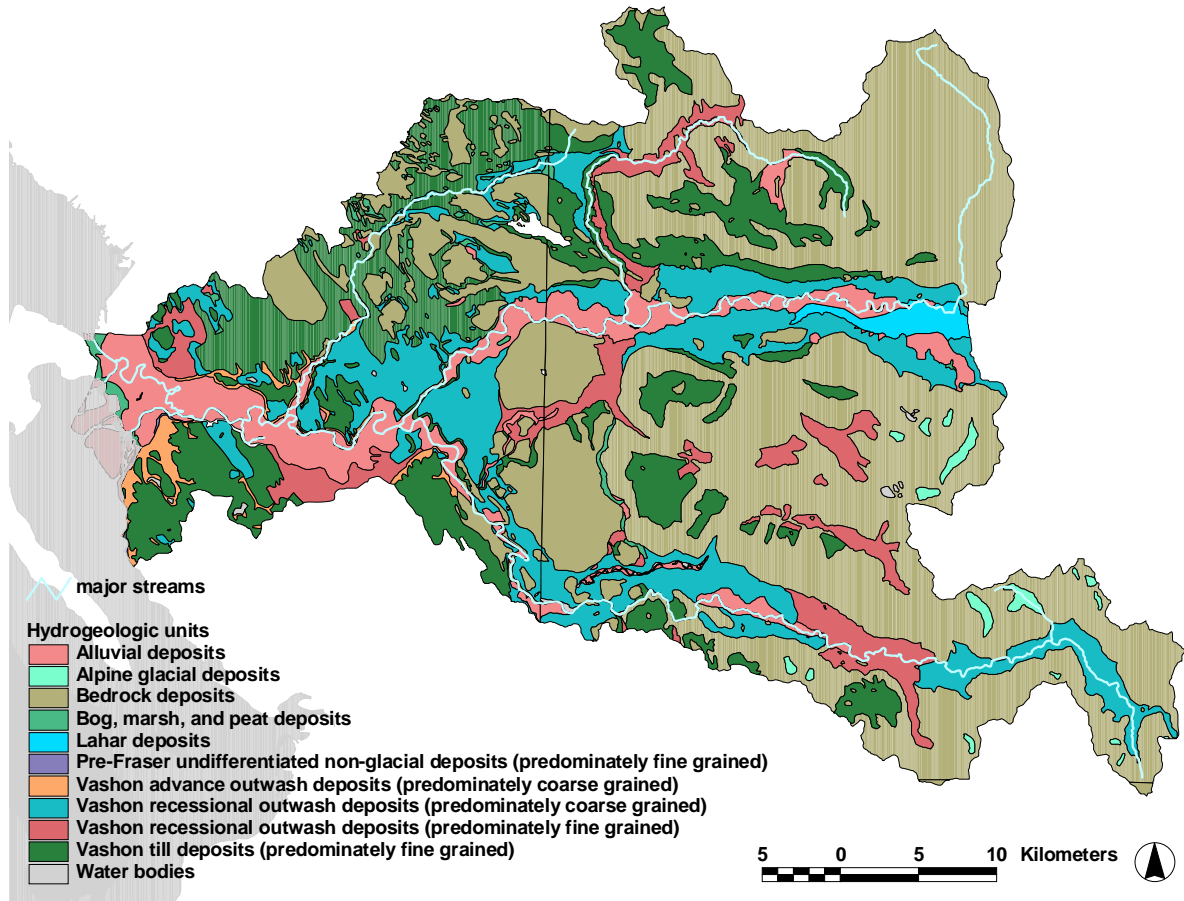 major streams
Hydrogeologic units
Alluvial deposits
Alpine glacial deposits
Bedrock deposits
Bog, marsh, and peat deposits
Lahar deposits
Pre-Fraser undifferentiated non-glacial deposits (predominately fine grained)
Vashon advance outwash deposits (predominately coarse grained)
Vashon recessional outwash deposits (predominately coarse grained)
Vashon recessional outwash deposits (predominately fine grained)
Vashon till deposits (predominately fine grained)
Water bodies
5 0 5 10 Kilometers